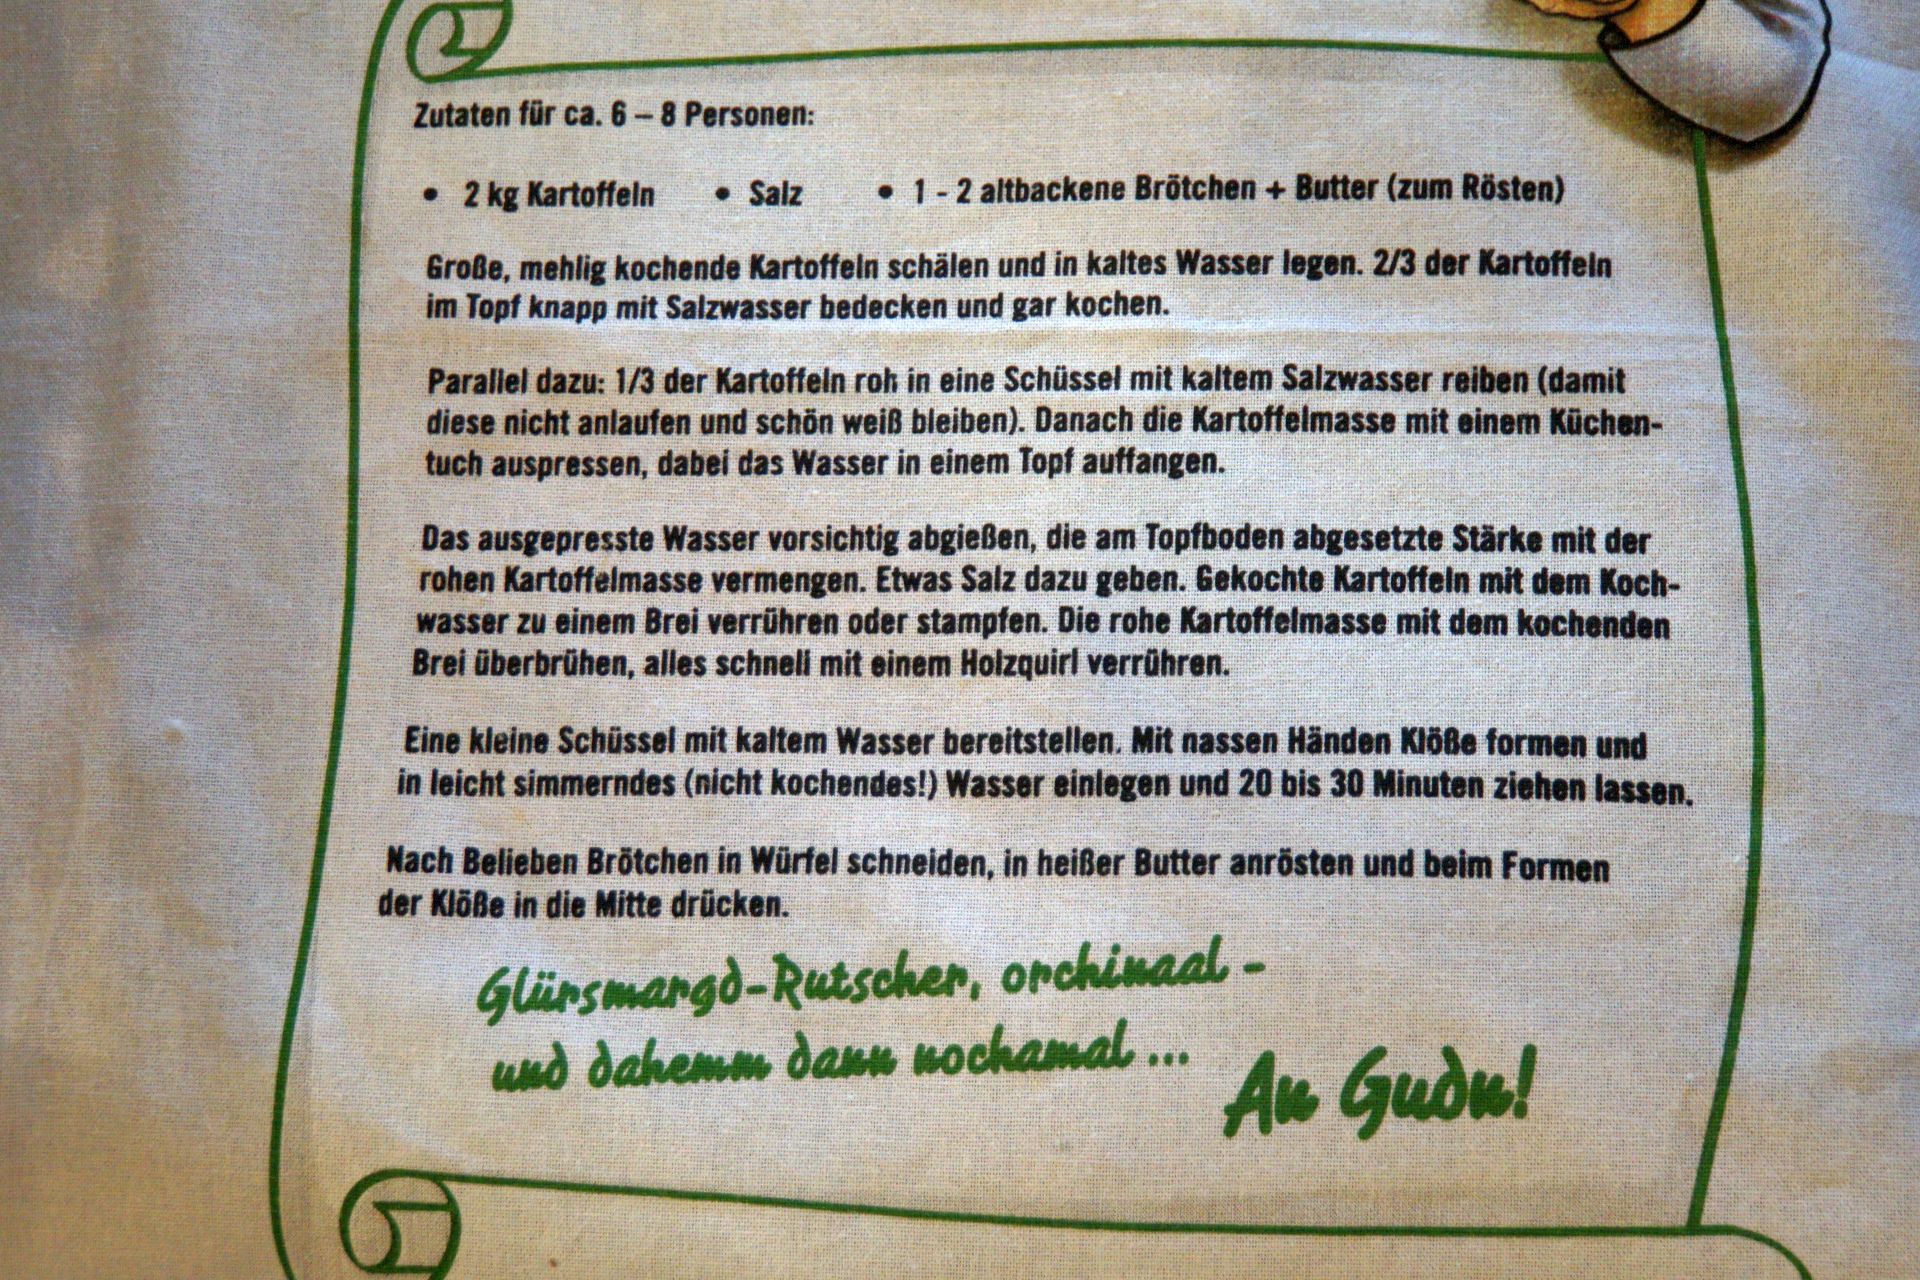 Zutaten für ca. 6 – 8 Personen:
• 2 kg Kartoffeln • Salz • 1 - 2 altbackene Brötchen + Butter (zum Rösten)
Große, mehlig kochende Kartoffeln schälen und in kaltes Wasser legen. 2/3 der Kartoffeln
im Topf knapp mit Salzwasser bedecken und gar kochen.
Parallel dazu: 1/3 der Kartoffeln roh in eine Schüssel mit kaltem Salzwasser reiben (damit
diese nicht anlaufen und schön weiß bleiben). Danach die Kartoffelmasse mit einem Küchen-
tuch auspressen, dabei das Wasser in einem Topf auffangen.
Das ausgepresste Wasser vorsichtig abgießen, die am Topfboden abgesetzte Stärke mit der
rohen Kartoffelmasse vermengen. Etwas Salz dazu geben. Gekochte Kartoffeln mit dem Koch-
wasser zu einem Brei verrühren oder stampfen. Die rohe Kartoffelmasse mit dem kochenden
Brei überbrühen, alles schnell mit einem Holzquirl verrühren.
Eine kleine Schüssel mit kaltem Wasser bereitstellen. Mit nassen Händen Klöße formen und
in leicht simmerndes (nicht kochendes!) Wasser einlegen und 20 bis 30 Minuten ziehen lassen.
Nach Belieben Brötchen in Würfel schneiden, in heißer Butter anrösten und beim Formen
der Klöße in die Mitte drücken.
Glürsmargd-Rutscher, orchinaal -
und dahemm dann nochamal ...
An Gudn!